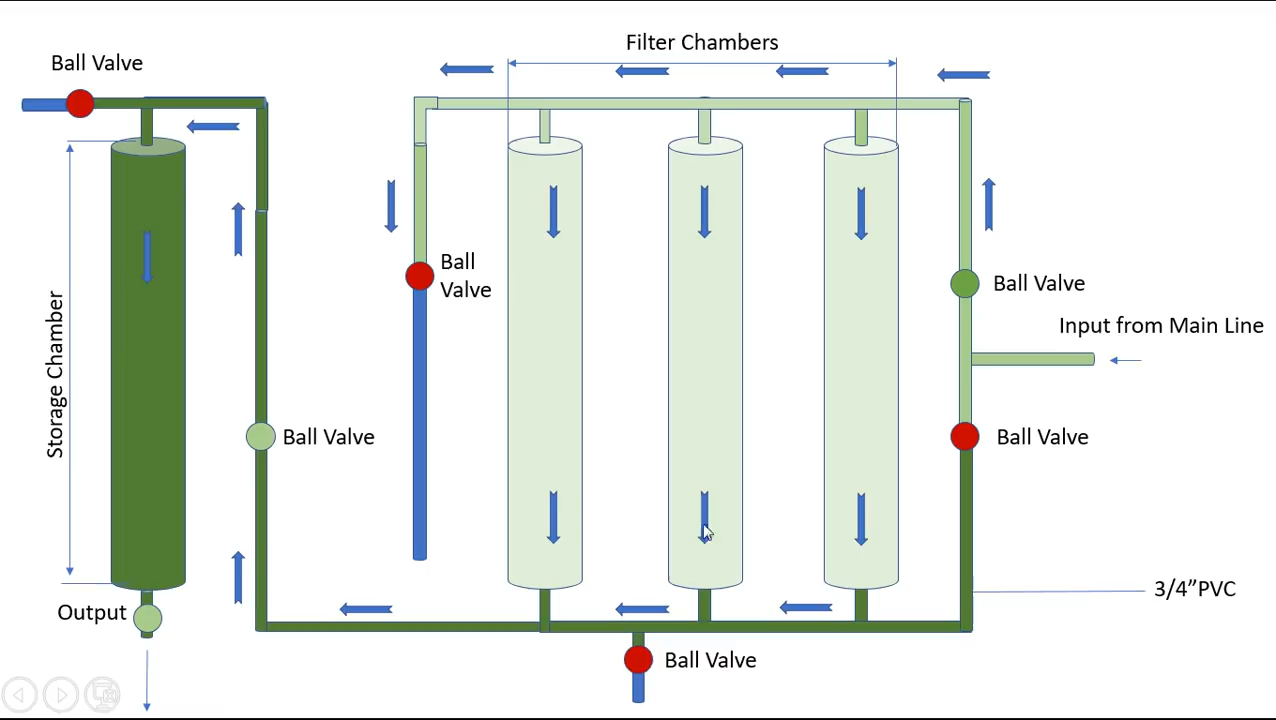 Filter Chambers
Ball Valve
Ball
Valve
Ball Valve
Input from Main Line
Storage Chamber
Ball Valve
Ball Valve
3/4”PVC
Output
Ball Valve